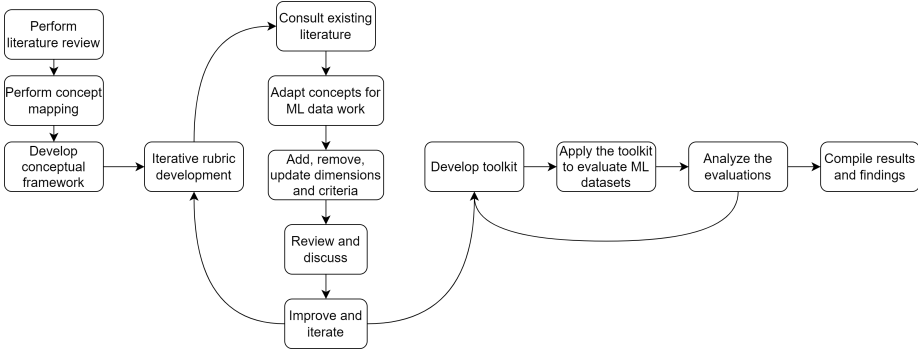 Perform
literature review
Perform concept
mapping
Develop
conceptual
framework
Iterative rubric
development
Consult existing
literature
Adapt concepts for
ML data work
Add, remove,
update dimensions
and criteria
Review and
discuss
Improve and
iterate
Develop toolkit
Apply the toolkit
to evaluate ML
datasets
Analyze the
evaluations
Compile results
and findings